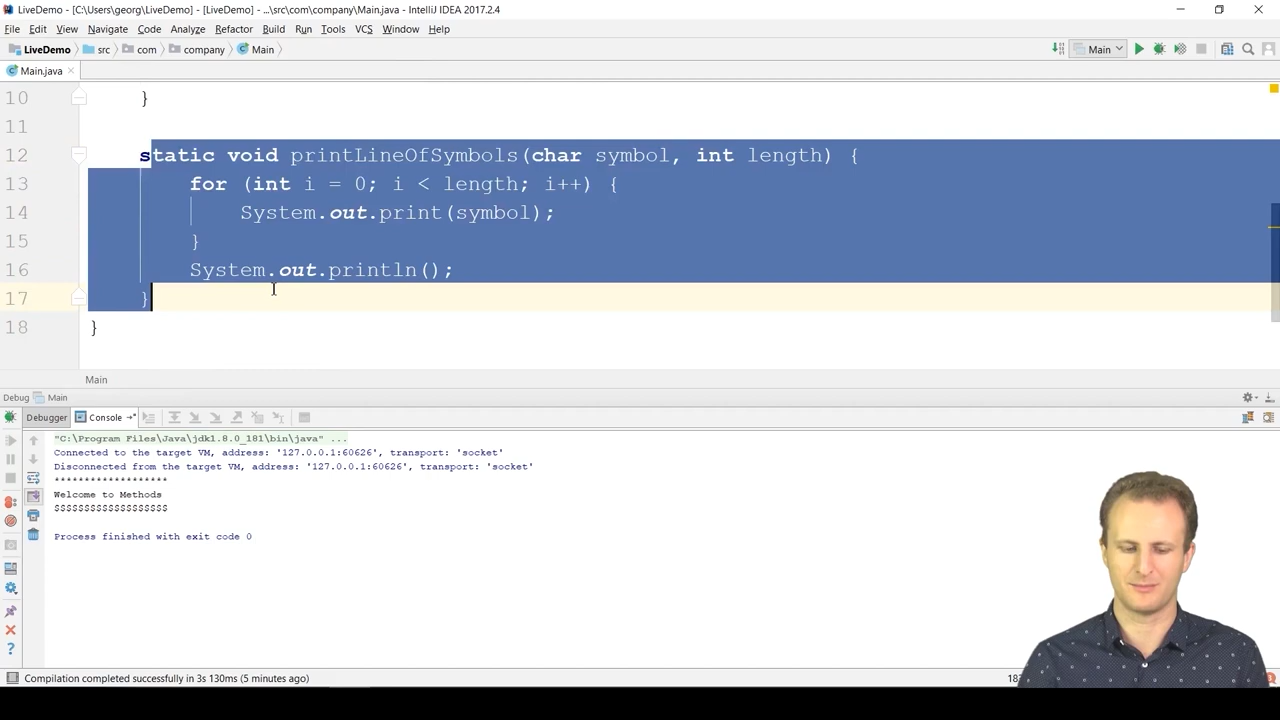 LiveDemo - [C:\Users\georg\LiveDemo] - [LiveDemo] - ...\src\com\company\Main.java - IntelliJ IDEA 2017.2.4
File Edit View Navigate Code Analyze Refactor Build Run Tools VCS Window Help
LiveDemo src com company Main Main
Main.java
10 }
11
12 static void printLineOfSymbols(char symbol, int length) {
13 for (int i = 0; i < length; i++) {
14 System.out.print(symbol);
15 }
16 System.out.println();
17 }
18 }
Main
Debug Main
Debugger Console
"C:\Program Files\Java\jdk1.8.0_181\bin\java" ...
Connected to the target VM, address: '127.0.0.1:60626', transport: 'socket'
Disconnected from the target VM, address: '127.0.0.1:60626', transport: 'socket'
*******************
Welcome to Methods
$$$$$$$$$$$$$$$$$$$
Process finished with exit code 0
Compilation completed successfully in 3s 130ms (5 minutes ago)